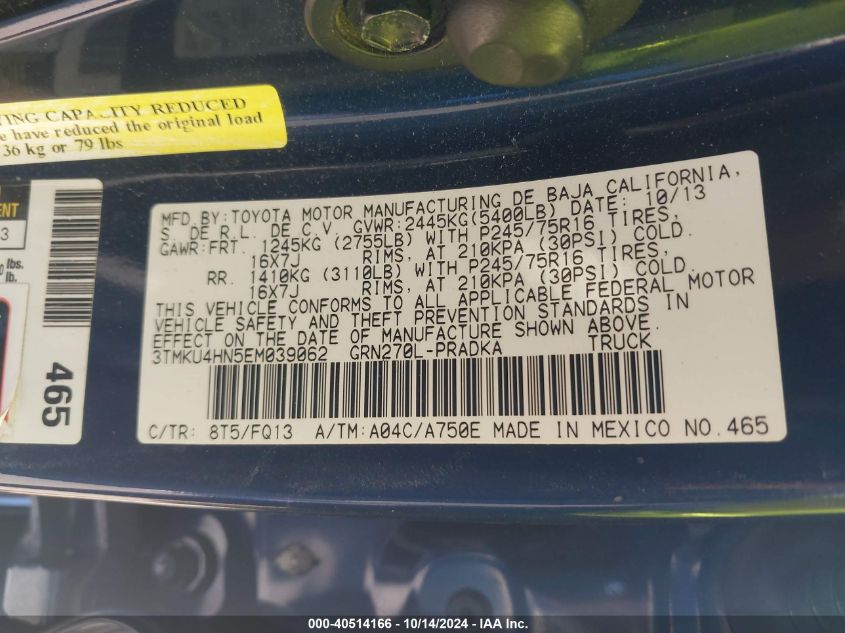 YING CAPACITY REDUCED
e have reduced the original load
36 kg or 79 lbs
ENT
3
lbs.
lb.
465
MFD.BY:TOYOTA MOTOR MANUFACTURING DE BAJA CALIFORNIA,
S. DE R.L. DE C.V. GVWR:2445KG(5400LB) DATE: 10/13
GAWR:FRT. 1245KG (2755LB) WITH P245/75R16 TIRES,
16X7J RIMS, AT 210KPA (30PSI) COLD.
RR. 1410KG (3110LB) WITH P245/75R16 TIRES,
16X7J RIMS, AT 210KPA (30PSI) COLD.
THIS VEHICLE CONFORMS TO ALL APPLICABLE FEDERAL MOTOR
VEHICLE SAFETY AND THEFT PREVENTION STANDARDS IN
EFFECT ON THE DATE OF MANUFACTURE SHOWN ABOVE.
3TMKU4HN5EM039062 GRN270L-PRADKA TRUCK
C/TR: 8T5/FQ13 A/TM:A04C/A750E MADE IN MEXICO NO.465
000-40514166 - 10/14/2024 - IAA Inc.